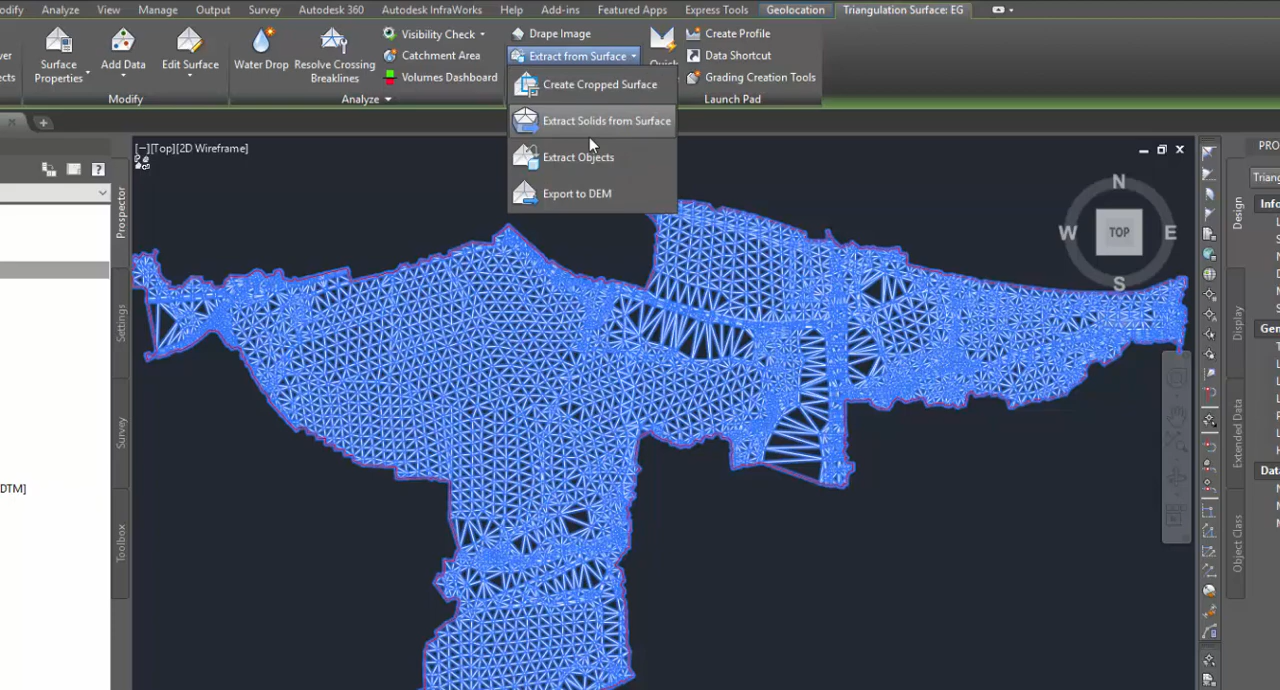 odify Analyze View Manage Output Survey Autodesk 360 Autodesk InfraWorks Help Add-ins Featured Apps Express Tools Geolocation Triangulation Surface: EG
ver
ects
Surface Properties
Add Data
Edit Surface
Modify
Water Drop
Resolve Crossing Breaklines
Visibility Check
Catchment Area
Volumes Dashboard
Analyze
Drape Image
Extract from Surface
Create Cropped Surface
Extract Solids from Surface
Extract Objects
Export to DEM
Quick
Create Profile
Data Shortcut
Grading Creation Tools
Launch Pad
[−][Top][2D Wireframe]
Prospector
Settings
Survey
Toolbox
DTM]
N
W
TOP
E
S
PRO
Triang
Design
Display
Extended Data
Object Class
Info
Gen
Data